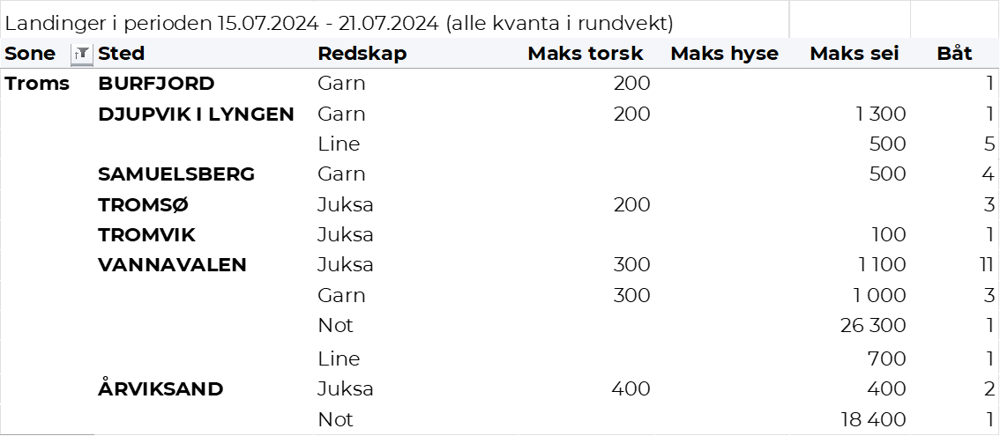 Landinger i perioden 15.07.2024 - 21.07.2024 (alle kvanta i rundvekt)
Sone Sted Redskap Maks torsk Maks hyse Maks sei Båt
Troms BURFJORD Garn 200 1
DJUPVIK I LYNGEN Garn 200 1 300 1
Line 500 5
SAMUELSBERG Garn 500 4
TROMSØ Juksa 200 3
TROMVIK Juksa 100 1
VANNAVALEN Juksa 300 1 100 11
Garn 300 1 000 3
Not 26 300 1
Line 700 1
ÅRVIKSAND Juksa 400 400 2
Not 18 400 1